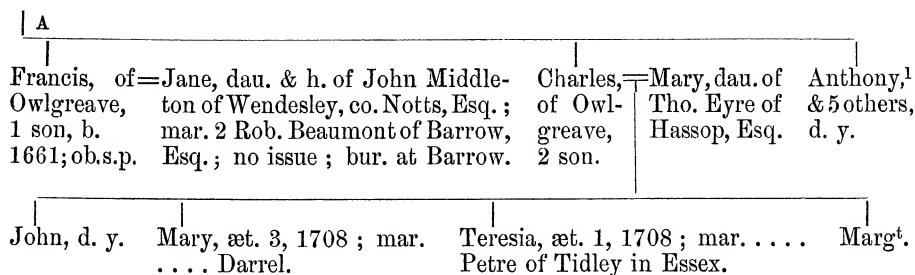 A
Francis, of=Jane, dau. & h. of John Middle- Charles,=Mary, dau. of Anthony,¹
Owlgreave, ton of Wendesley, co. Notts, Esq. ; of Owl- Tho. Eyre of & 5 others,
1 son, b. mar. 2 Rob. Beaumont of Barrow, greave, Hassop, Esq. d. y.
1661; ob.s.p. Esq. ; no issue ; bur. at Barrow. 2 son.
John, d. y. Mary, æt. 3, 1708 ; mar. Teresia, æt. 1, 1708 ; mar. . . . . Margᵗ.
. . . . Darrel. Petre of Tidley in Essex.